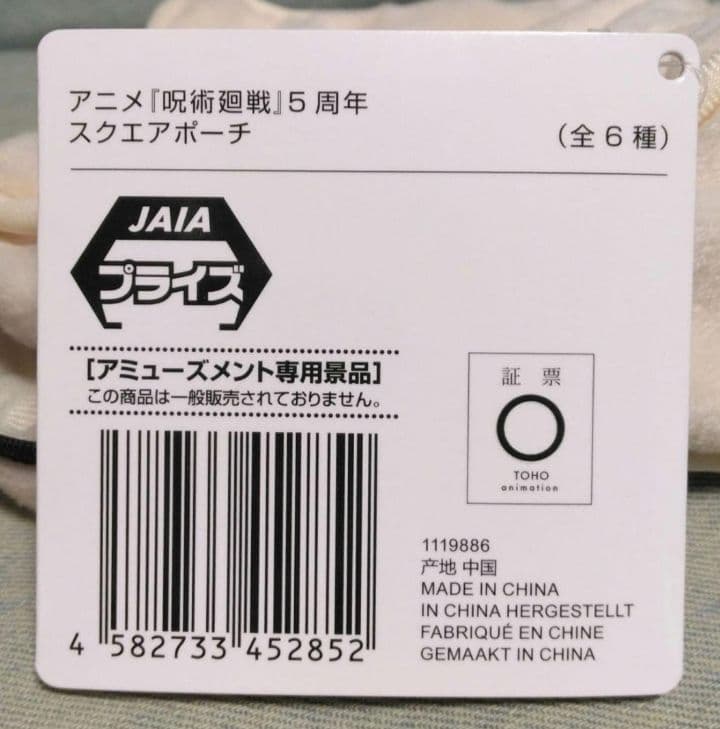 アニメ『呪術廻戦』5周年
スクエアポーチ
（全6種）
JAIA
プライズ
［アミューズメント専用景品］
この商品は一般販売されておりません。
4 582733 452852
証 票
TOHO
animation
1119886
产地 中国
MADE IN CHINA
IN CHINA HERGESTELLT
FABRIQUÉ EN CHINE
GEMAAKT IN CHINA